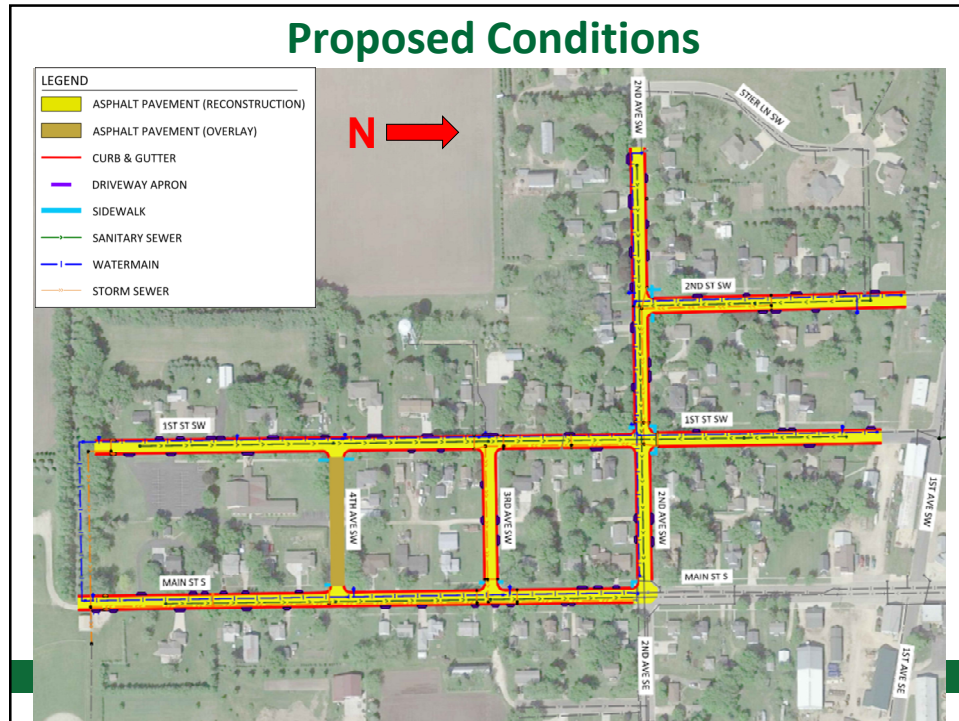 Proposed Conditions
LEGEND
ASPHALT PAVEMENT (RECONSTRUCTION)
ASPHALT PAVEMENT (OVERLAY)
CURB & GUTTER
DRIVEWAY APRON
SIDEWALK
SANITARY SEWER
WATERMAIN
STORM SEWER
N
2ND AVE SW
STIER LN SW
2ND ST SW
1ST ST SW
1ST ST SW
4TH AVE SW
3RD AVE SW
2ND AVE SW
1ST AVE SW
MAIN ST S
MAIN ST S
2ND AVE SE
1ST AVE SE